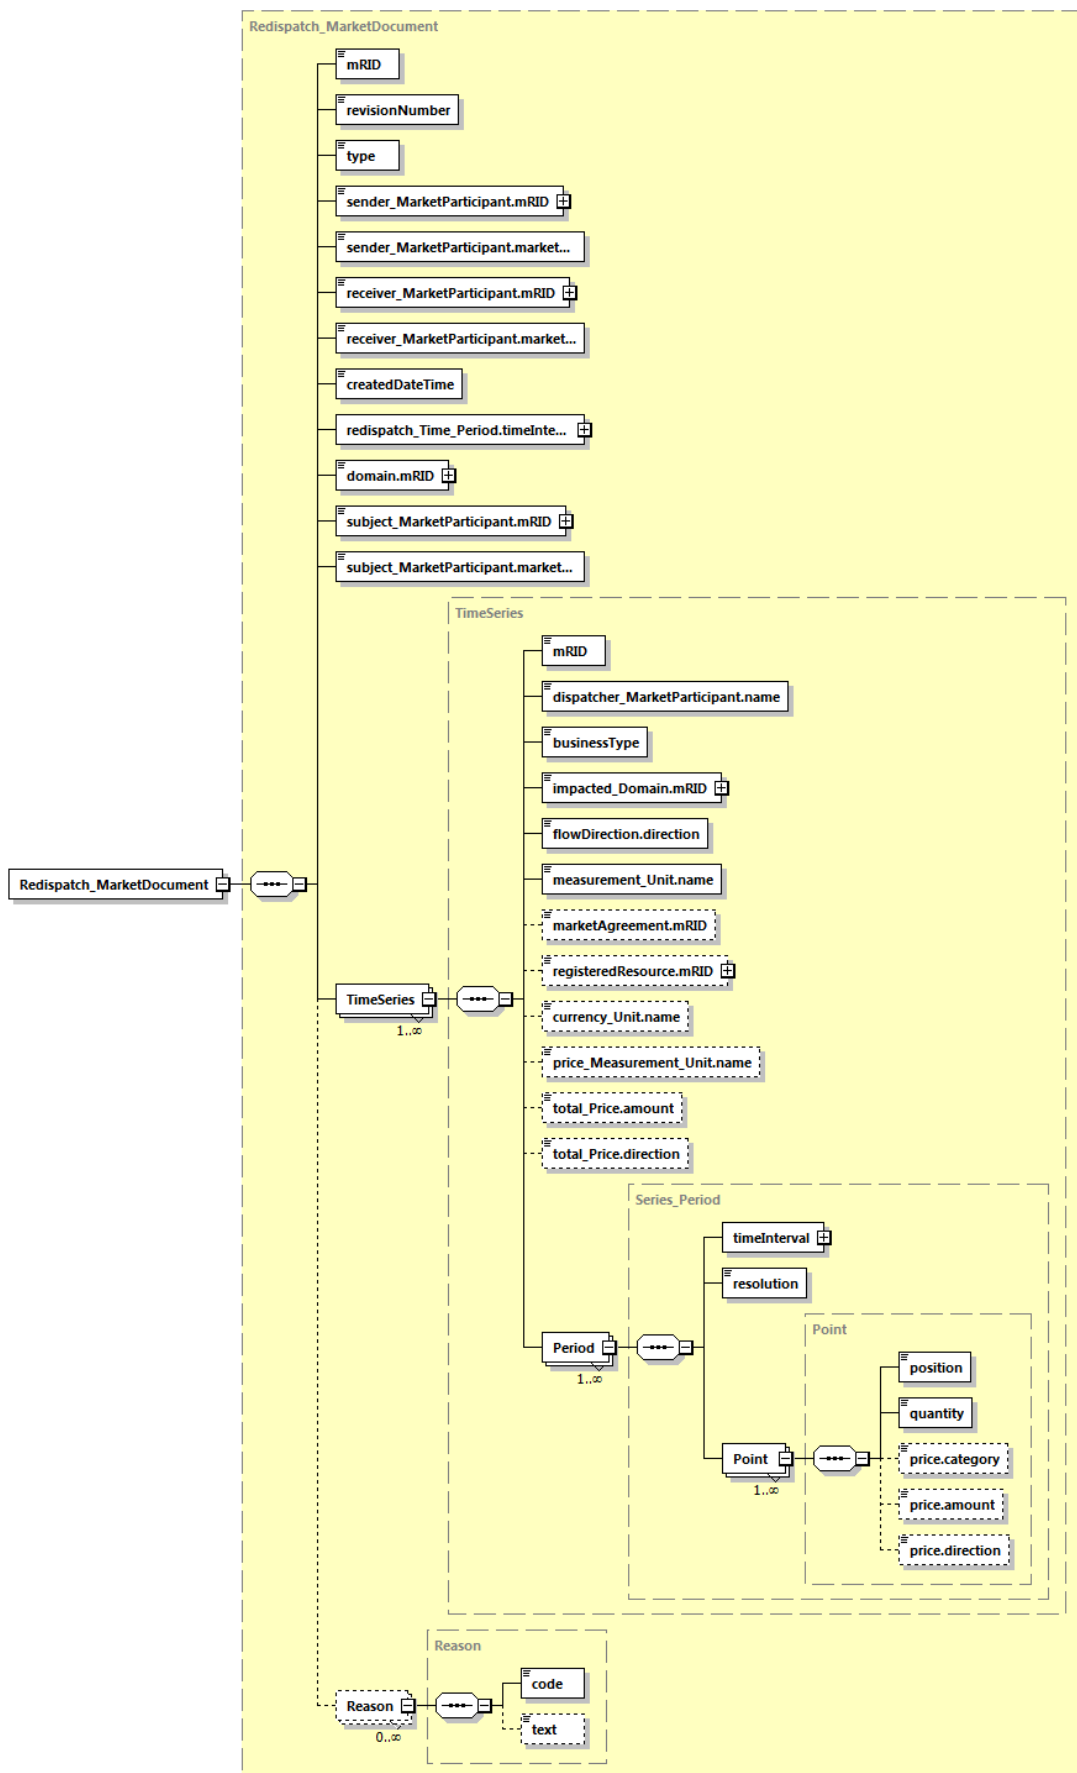 Redispatch_MarketDocument
mRID
revisionNumber
type
sender_MarketParticipant.mRID
sender_MarketParticipant.market...
receiver_MarketParticipant.mRID
receiver_MarketParticipant.market...
createdDateTime
redispatch_Time_Period.timeInte...
domain.mRID
subject_MarketParticipant.mRID
subject_MarketParticipant.market...
TimeSeries
mRID
dispatcher_MarketParticipant.name
businessType
impacted_Domain.mRID
flowDirection.direction
Redispatch_MarketDocument
measurement_Unit.name
marketAgreement.mRID
registeredResource.mRID
TimeSeries
1..∞
currency_Unit.name
price_Measurement_Unit.name
total_Price.amount
total_Price.direction
Series_Period
timeInterval
resolution
Period
1..∞
Point
position
quantity
Point
1..∞
price.category
price.amount
price.direction
Reason
Reason
0..∞
code
text